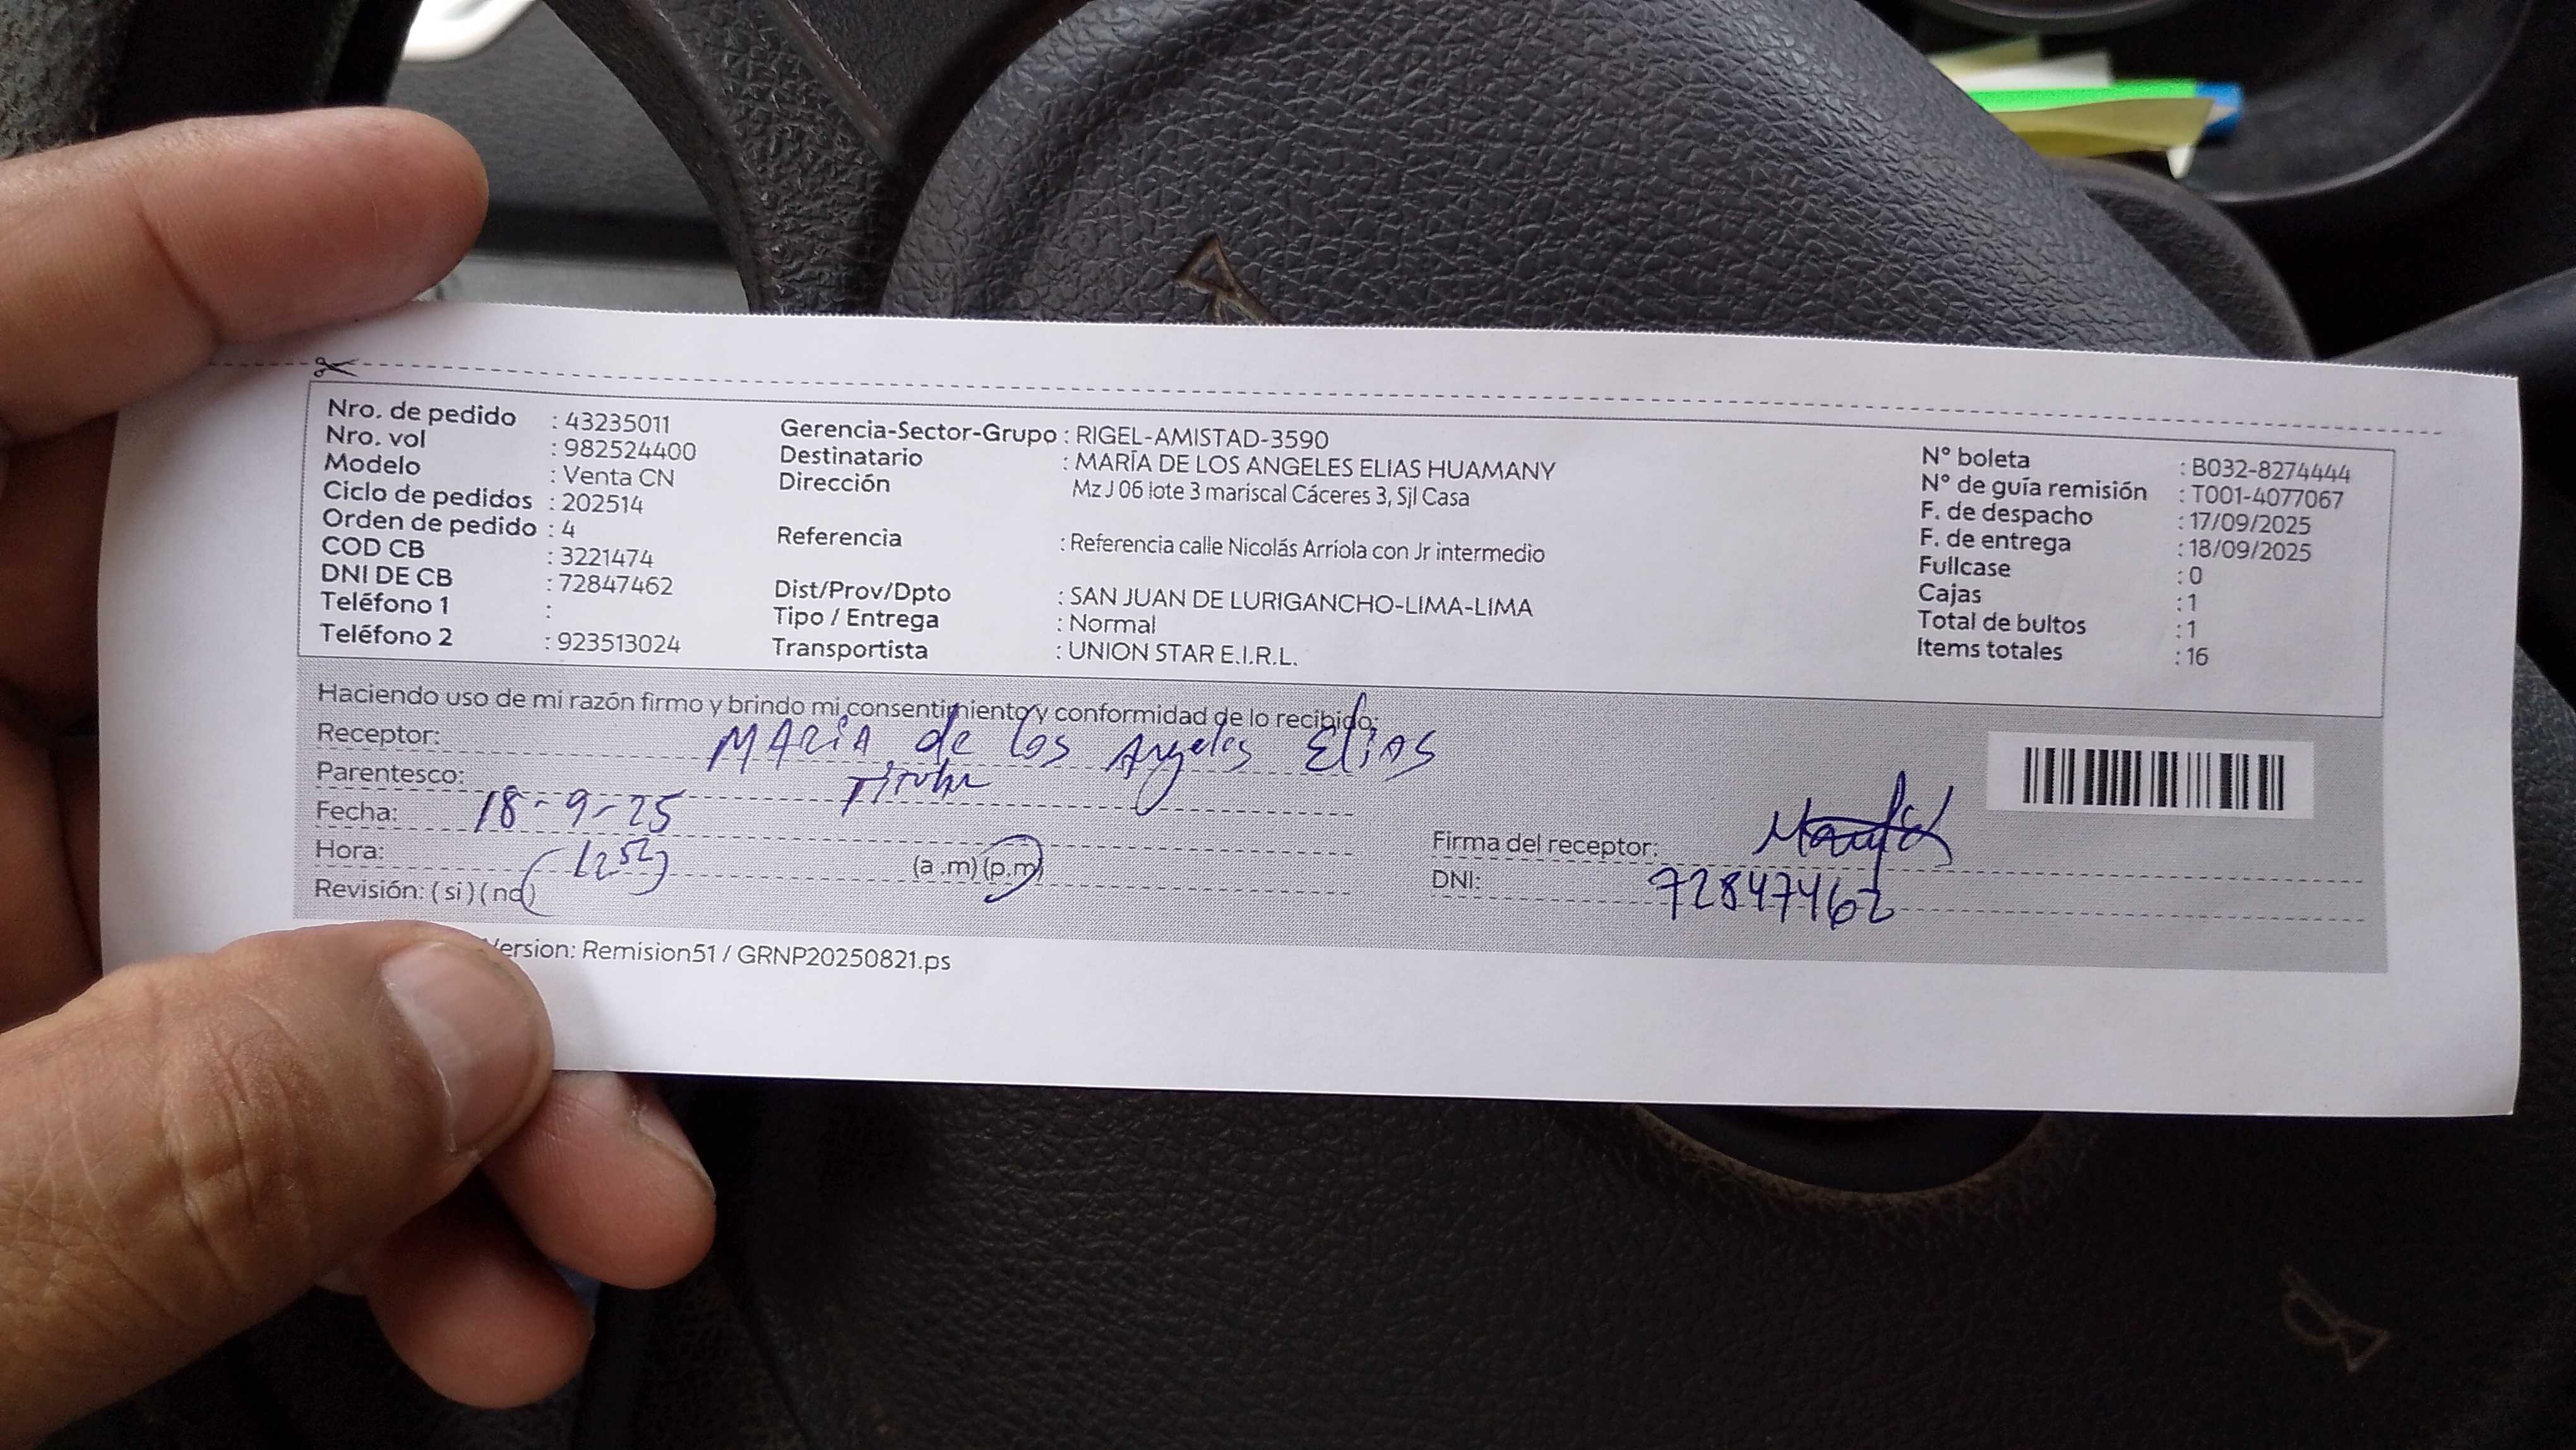 Nro. de pedido : 43235011
Nro. vol : 982524400
Modelo : Venta CN
Ciclo de pedidos : 202514
Orden de pedido : 4
COD CB : 3221474
DNI DE CB : 72847462
Teléfono 1 :
Teléfono 2 : 923513024
Gerencia-Sector-Grupo : RIGEL-AMISTAD-3590
Destinatario : MARÍA DE LOS ANGELES ELIAS HUAMANY
Dirección Mz J 06 lote 3 mariscal Cáceres 3, Sjl Casa
Referencia : Referencia calle Nicolás Arriola con Jr intermedio
Dist/Prov/Dpto : SAN JUAN DE LURIGANCHO-LIMA-LIMA
Tipo / Entrega : Normal
Transportista : UNION STAR E.I.R.L.
N° boleta : B032-8274444
N° de guía remisión : T001-4077067
F. de despacho : 17/09/2025
F. de entrega : 18/09/2025
Fullcase : 0
Cajas : 1
Total de bultos : 1
Items totales : 16
Haciendo uso de mi razón firmo y brindo mi consentimiento y conformidad de lo recibido:
Receptor: MARIA de los Angeles Elias
Parentesco: Titular
Fecha: 18-9-25
Hora: 12 52 (a .m) (p.m)
Revisión: ( si ) ( no )
Firma del receptor:
DNI: 72847462
ersion: Remision51 / GRNP20250821.ps